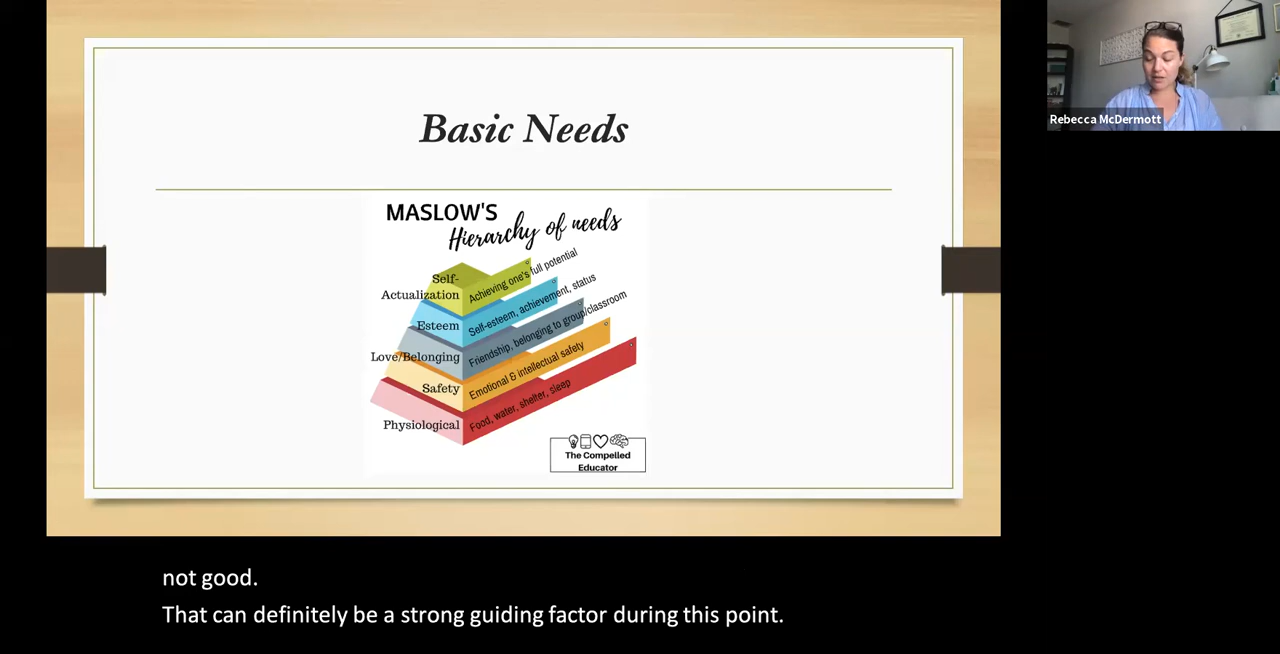 Basic Needs
MASLOW'S
Hierarchy of needs
Self-
Actualization
Achieving one's full potential
Esteem
Self-esteem, achievement, status
Love/Belonging
Friendship, belonging to group/classroom
Safety
Emotional & intellectual safety
Physiological
Food, water, shelter, sleep
The Compelled
Educator
Rebecca McDermott
not good.
That can definitely be a strong guiding factor during this point.